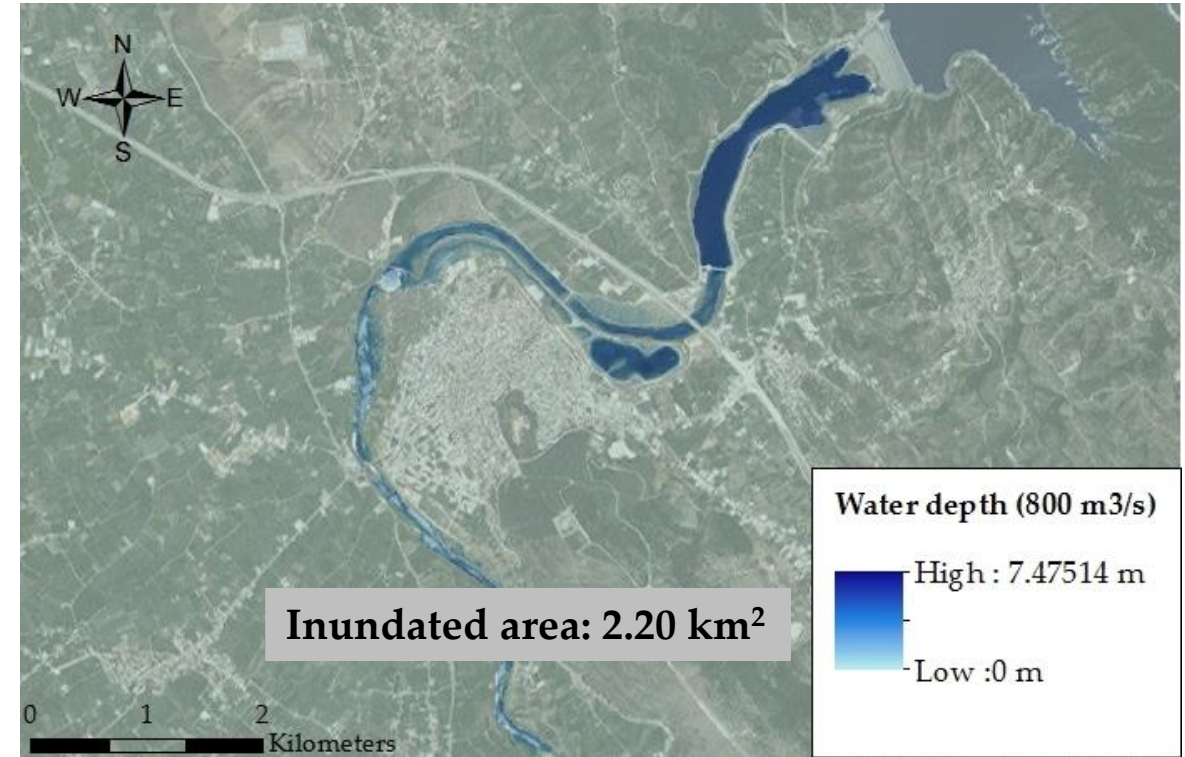 N
W E
S
Water depth (800 m3/s)
High : 7.47514 m
Low :0 m
Inundated area: 2.20 km²
0 1 2
Kilometers